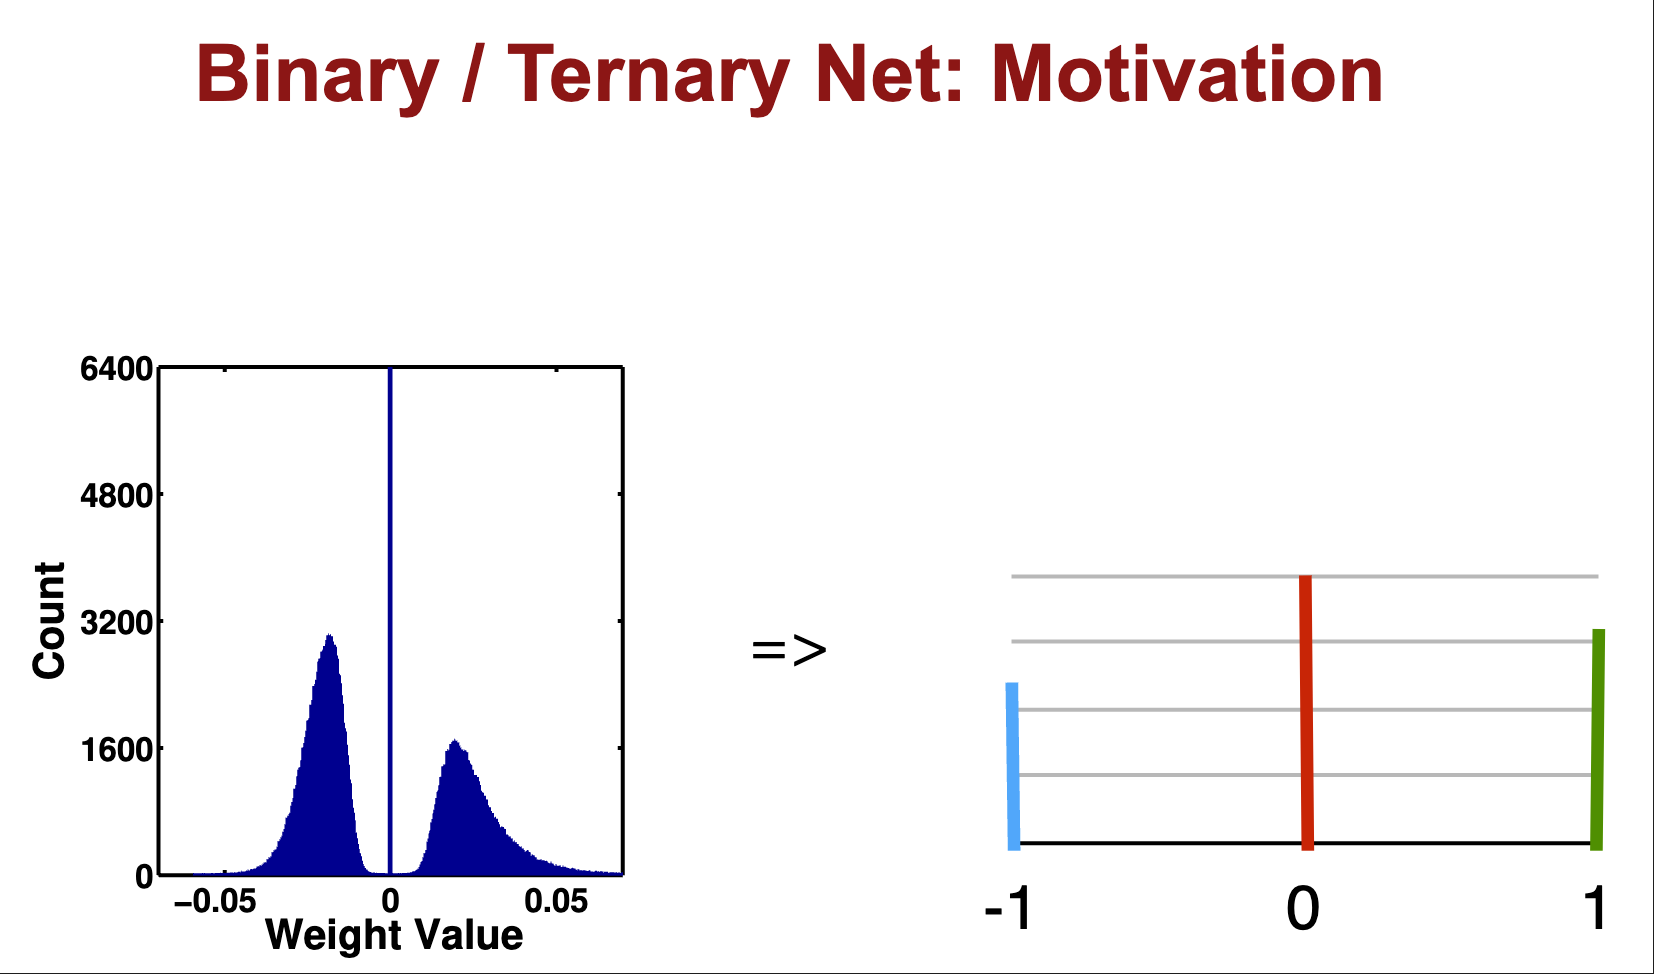 Binary / Ternary Net: Motivation
6400
4800
3200
1600
0
Count
−0.05 0 0.05
Weight Value
=>
-1 0 1